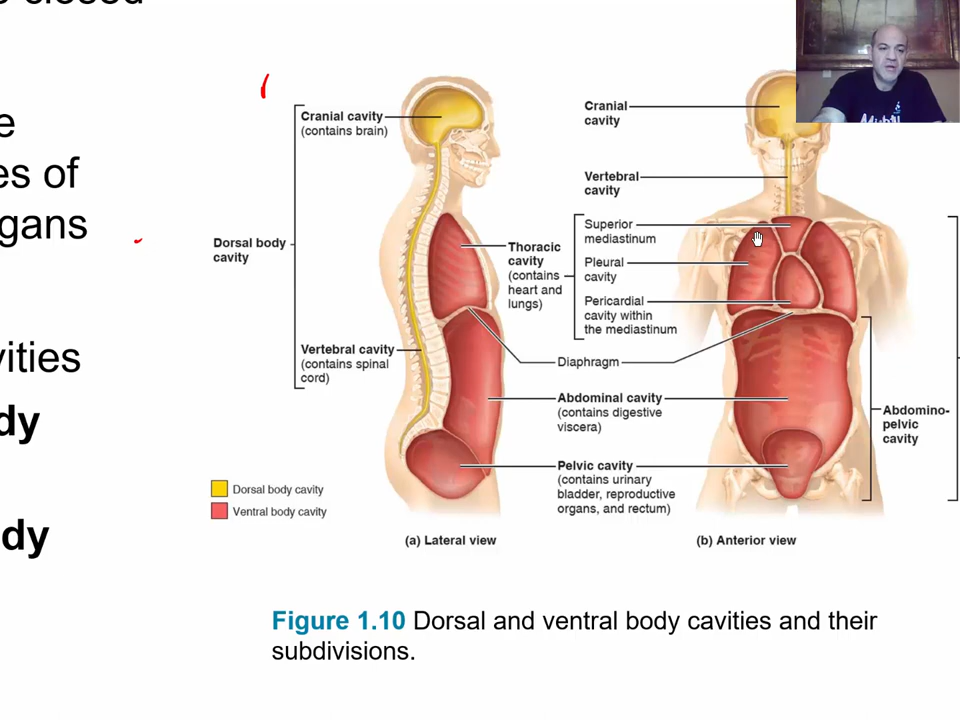 closed
e
es of
gans
vities
dy
dy
Cranial cavity
(contains brain)
Dorsal body
cavity
Vertebral cavity
(contains spinal
cord)
Dorsal body cavity
Ventral body cavity
Thoracic
cavity
(contains
heart and
lungs)
(a) Lateral view
Cranial
cavity
Vertebral
cavity
Superior
mediastinum
Pleural
cavity
Pericardial
cavity within
the mediastinum
Diaphragm
Abdominal cavity
(contains digestive
viscera)
Pelvic cavity
(contains urinary
bladder, reproductive
organs, and rectum)
Abdomino-
pelvic
cavity
(b) Anterior view
Figure 1.10 Dorsal and ventral body cavities and their
subdivisions.